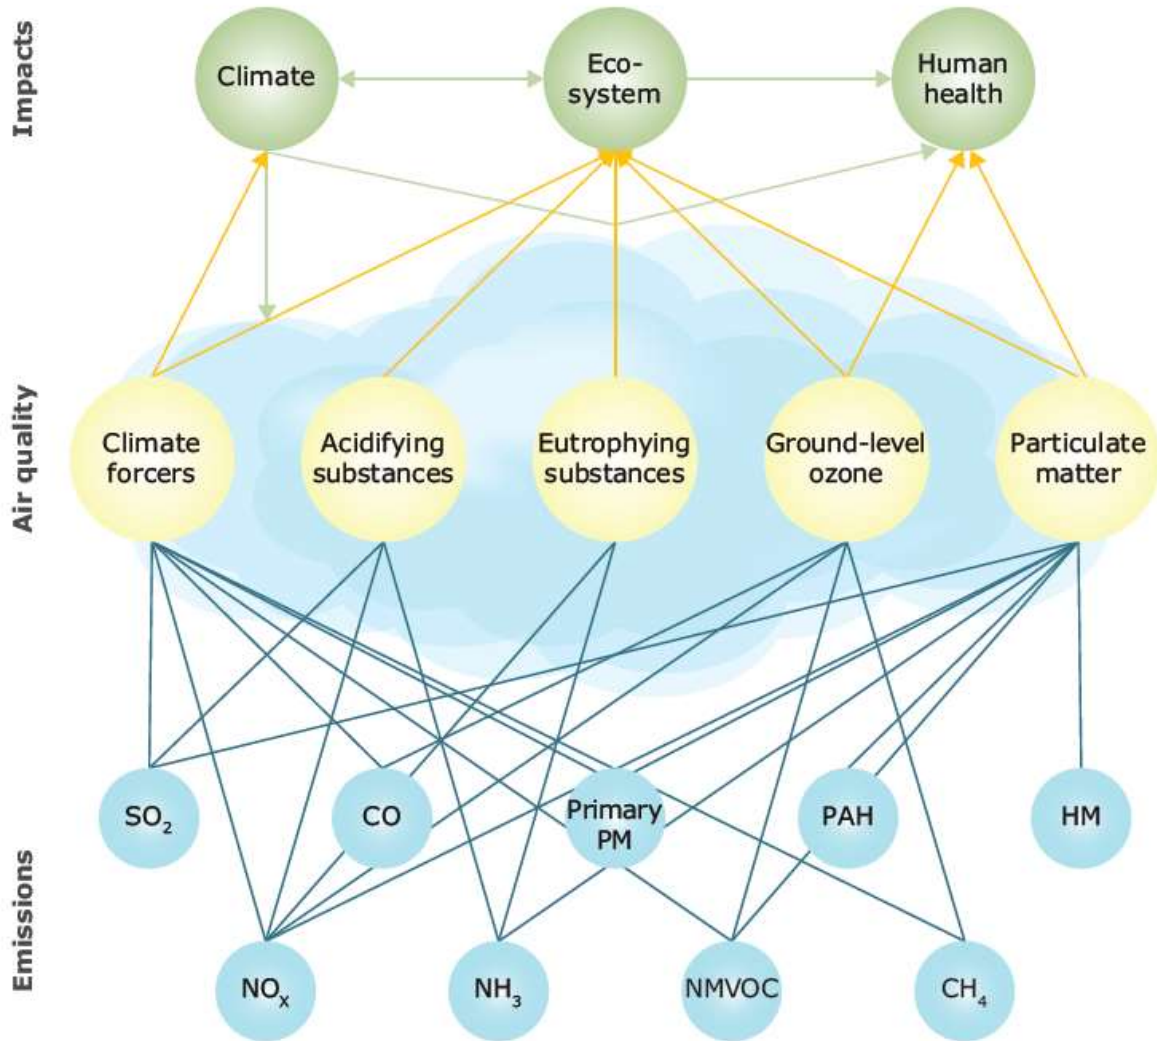 Impacts
Climate
Eco-
system
Human
health
Air quality
Climate
forcers
Acidifying
substances
Eutrophying
substances
Ground-level
ozone
Particulate
matter
Emissions
SO₂
CO
Primary
PM
PAH
HM
NOₓ
NH₃
NMVOC
CH₄